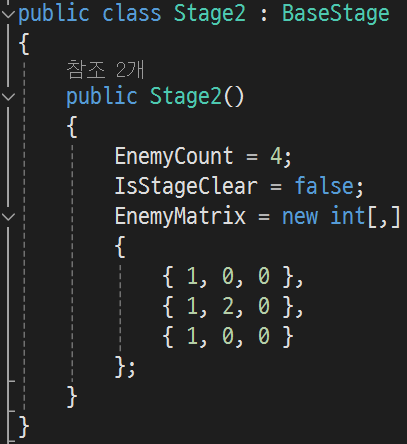 public class Stage2 : BaseStage
{
참조 2개
public Stage2()
{
EnemyCount = 4;
IsStageClear = false;
EnemyMatrix = new int[,]
{
{ 1, 0, 0 },
{ 1, 2, 0 },
{ 1, 0, 0 }
};
}
}